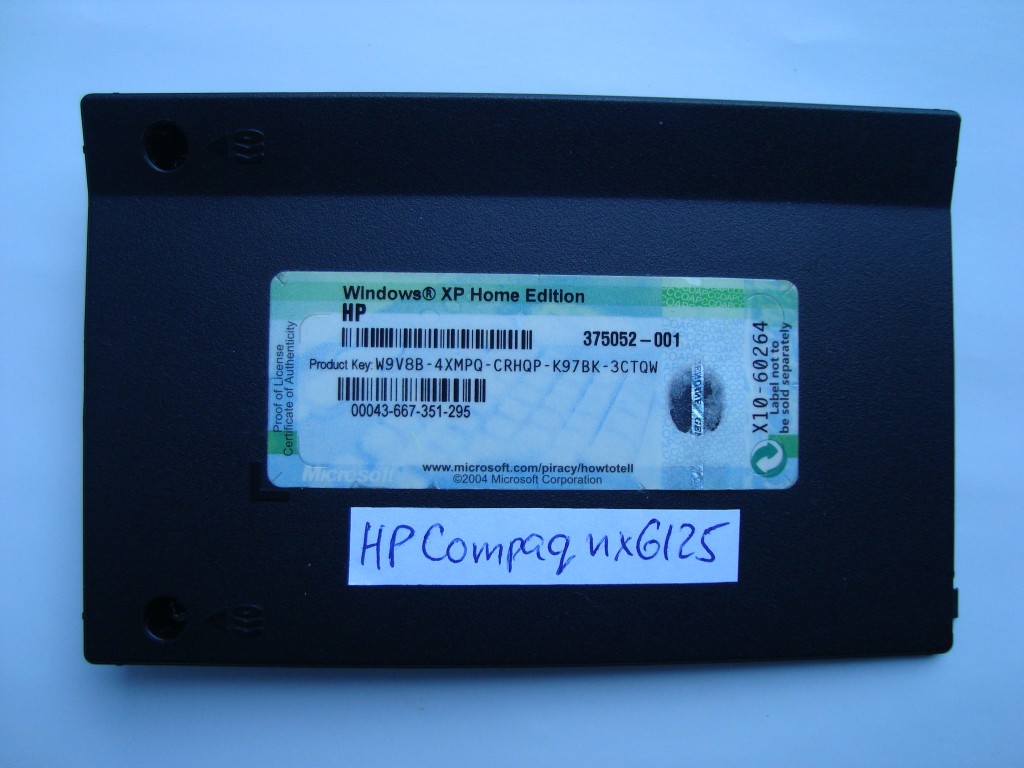 Windows® XP Home Edition
HP
375052-001
Product Key: W9V8B-4XMPQ-CRHQP-K97BK-3CTQW
00043-667-351-295
Microsoft
www.microsoft.com/piracy/howtotell
©2004 Microsoft Corporation
Proof of License
Certificate of Authenticity
X10-60264
Label not to
be sold separately
HP Compaq nx6125